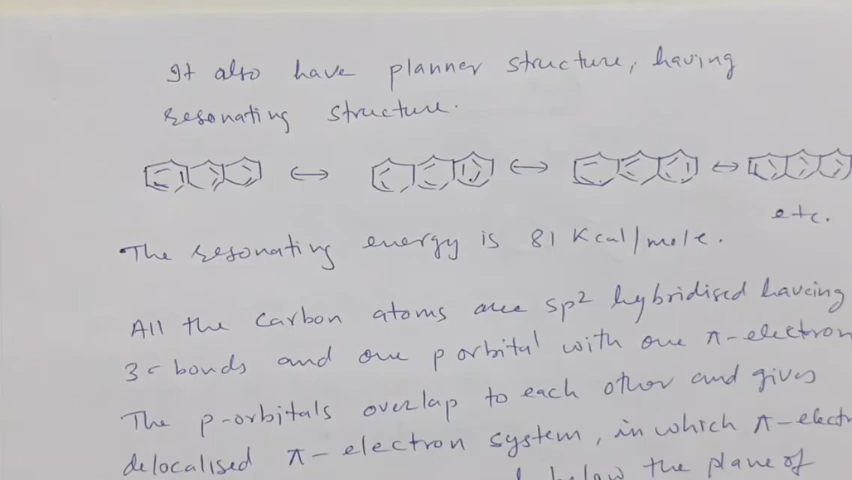 It also have planner structure, having
resonating structure.
etc.
The resonating energy is 81 Kcal/mole.
All the carbon atoms are sp2 hybridised haveing
3σ bonds and one p orbital with one π-electron
The p-orbitals overlap to each other and gives
delocalised π-electron system, in which π-electr
below the plane of